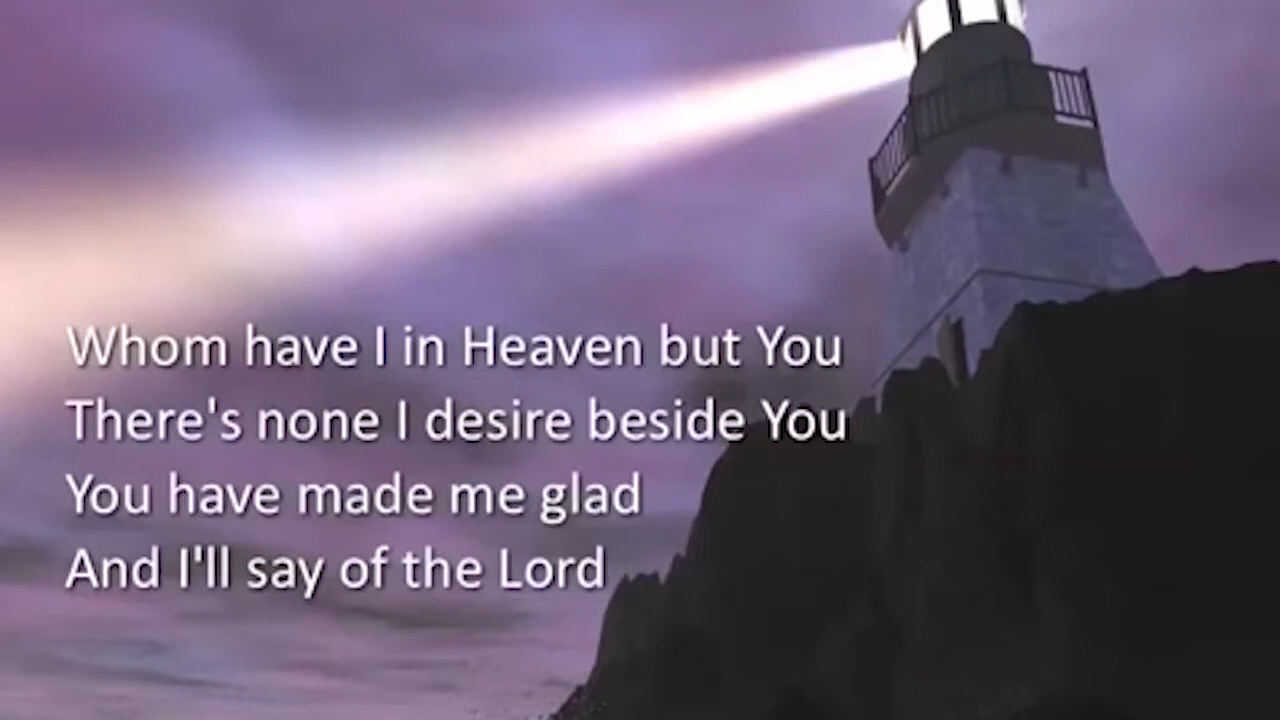 Whom have I in Heaven but You
There's none I desire beside You
You have made me glad
And I'll say of the Lord